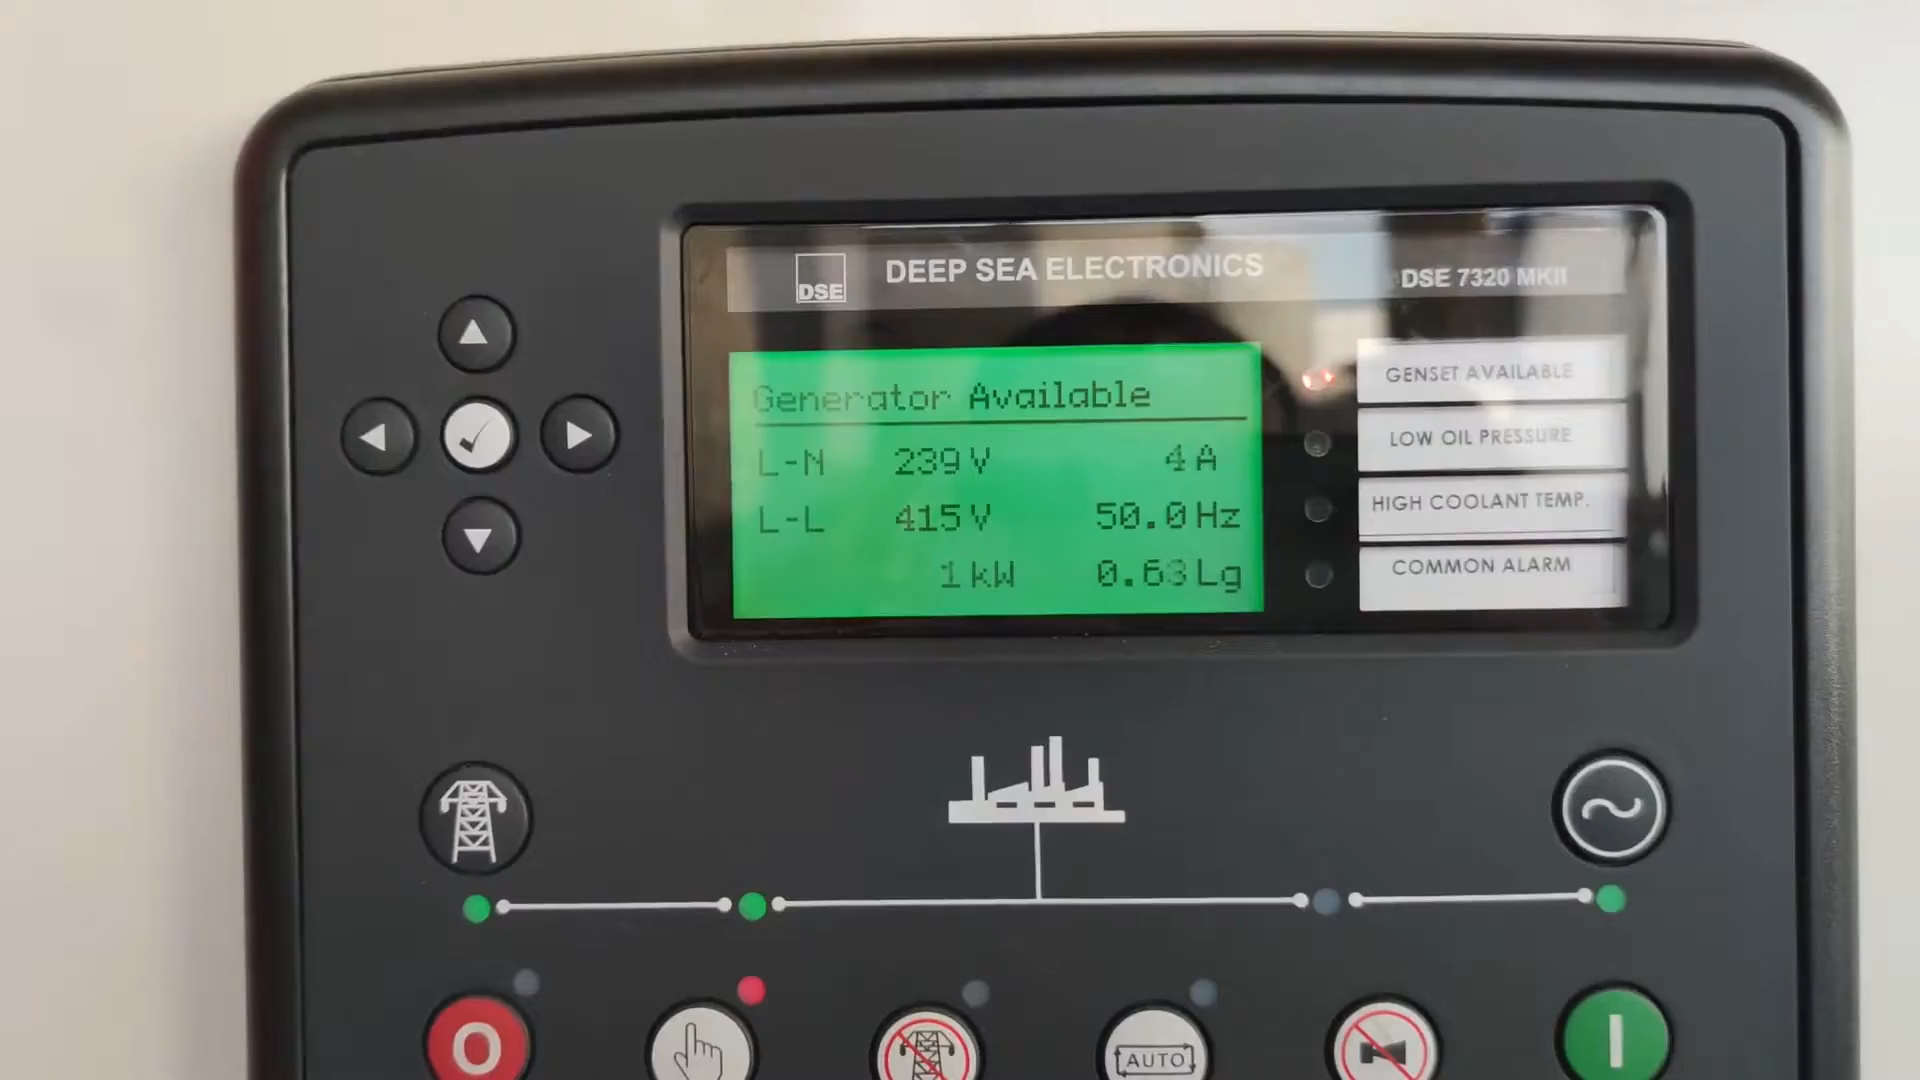 DSE
DEEP SEA ELECTRONICS
DSE 7320 MKII
Generator Available
L-N 239V 4A
L-L 415V 50.0Hz
1kW 0.63Lg
GENSET AVAILABLE
LOW OIL PRESSURE
HIGH COOLANT TEMP.
COMMON ALARM
O
AUTO
I